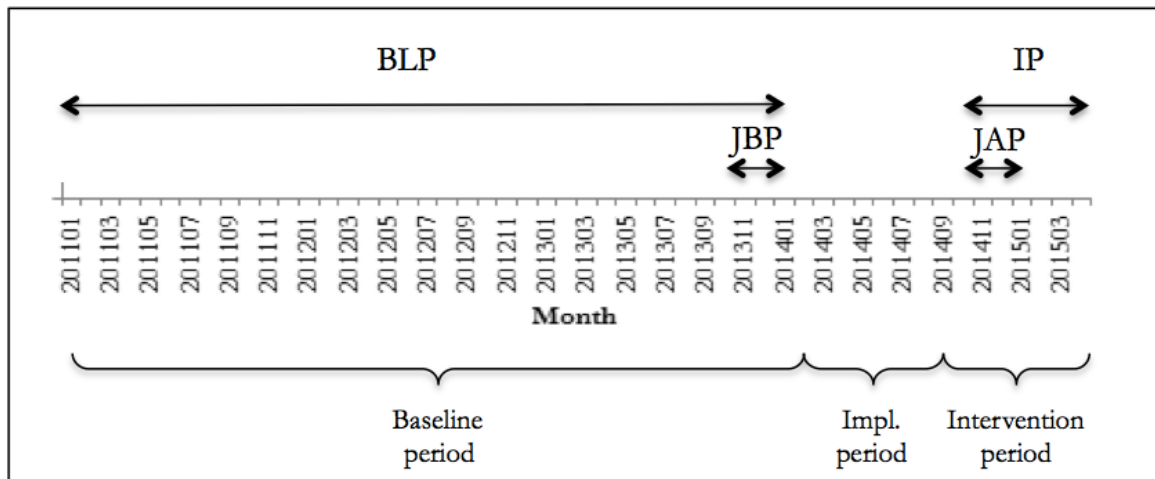 BLP
IP
JBP
JAP
201101
201103
201105
201107
201109
201111
201201
201203
201205
201207
201209
201211
201301
201303
201305
201307
201309
201311
201401
201403
201405
201407
201409
201411
201501
201503
Month
Baseline
period
Impl.
period
Intervention
period